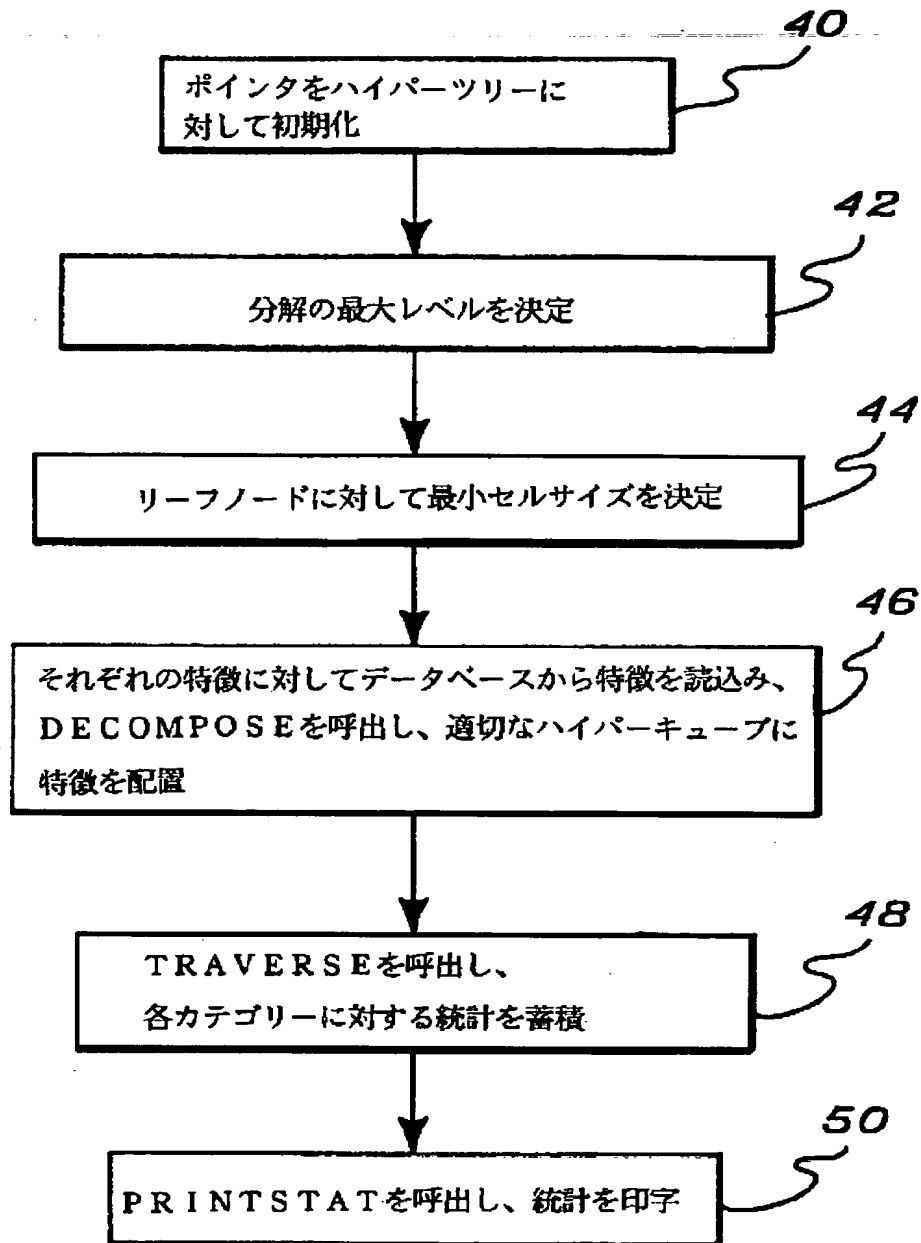 40
ポインタをハイパーツリーに
対して初期化
42
分解の最大レベルを決定
44
リーフノードに対して最小セルサイズを決定
46
それぞれの特徴に対してデータベースから特徴を読込み、
DECOMPOSEを呼出し、適切なハイパーキューブに
特徴を配置
48
TRAVERSEを呼出し、
各カテゴリーに対する統計を蓄積
50
PRINTSTATを呼出し、統計を印字